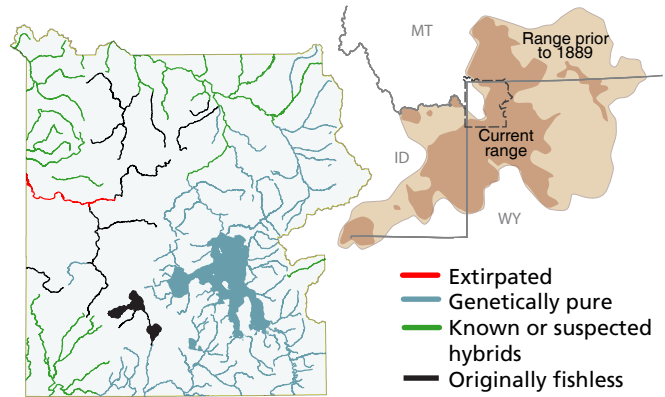 MT
Range prior
to 1889
Current
range
ID
WY
Extirpated
Genetically pure
Known or suspected
hybrids
Originally fishless